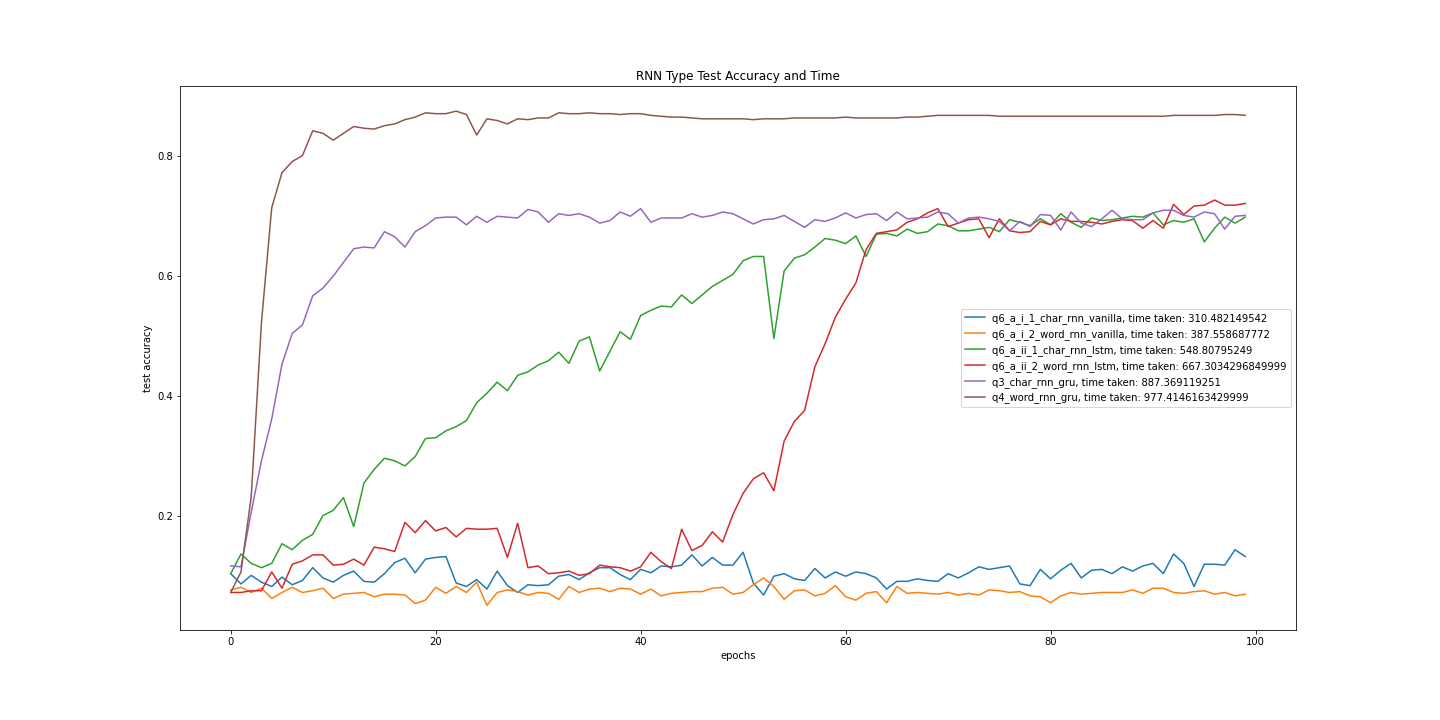 RNN Type Test Accuracy and Time
test accuracy
0.8
0.6
0.4
0.2
q6_a_i_1_char_rnn_vanilla, time taken: 310.482149542
q6_a_i_2_word_rnn_vanilla, time taken: 387.558687772
q6_a_ii_1_char_rnn_lstm, time taken: 548.80795249
q6_a_ii_2_word_rnn_lstm, time taken: 667.3034296849999
q3_char_rnn_gru, time taken: 887.369119251
q4_word_rnn_gru, time taken: 977.4146163429999
0 20 40 60 80 100
epochs